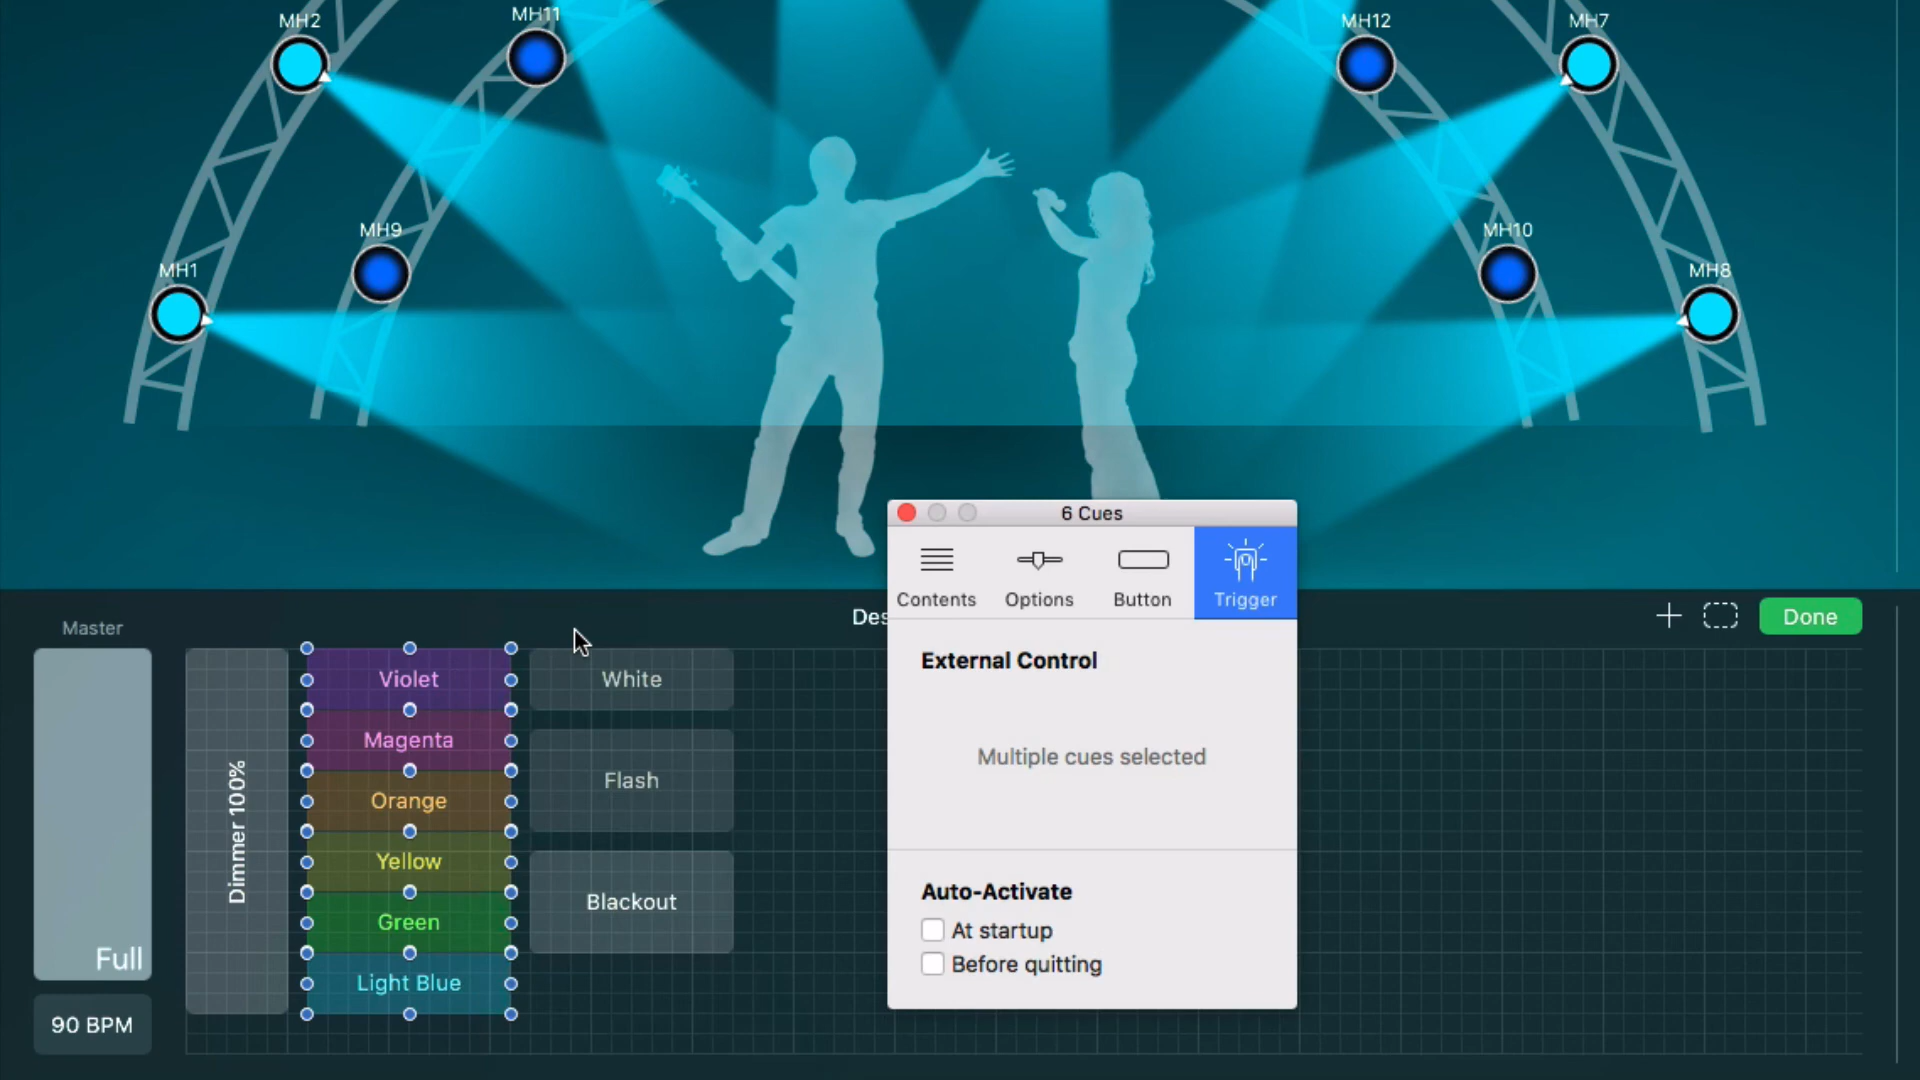 MH2
MH11
MH12
MH7
MH9
MH10
MH1
MH8
6 Cues
Contents
Options
Button
Trigger
Des
Done
Master
External Control
Violet
White
Magenta
Multiple cues selected
Flash
Orange
Dimmer 100%
Yellow
Auto-Activate
Blackout
Green
At startup
Full
Before quitting
Light Blue
90 BPM